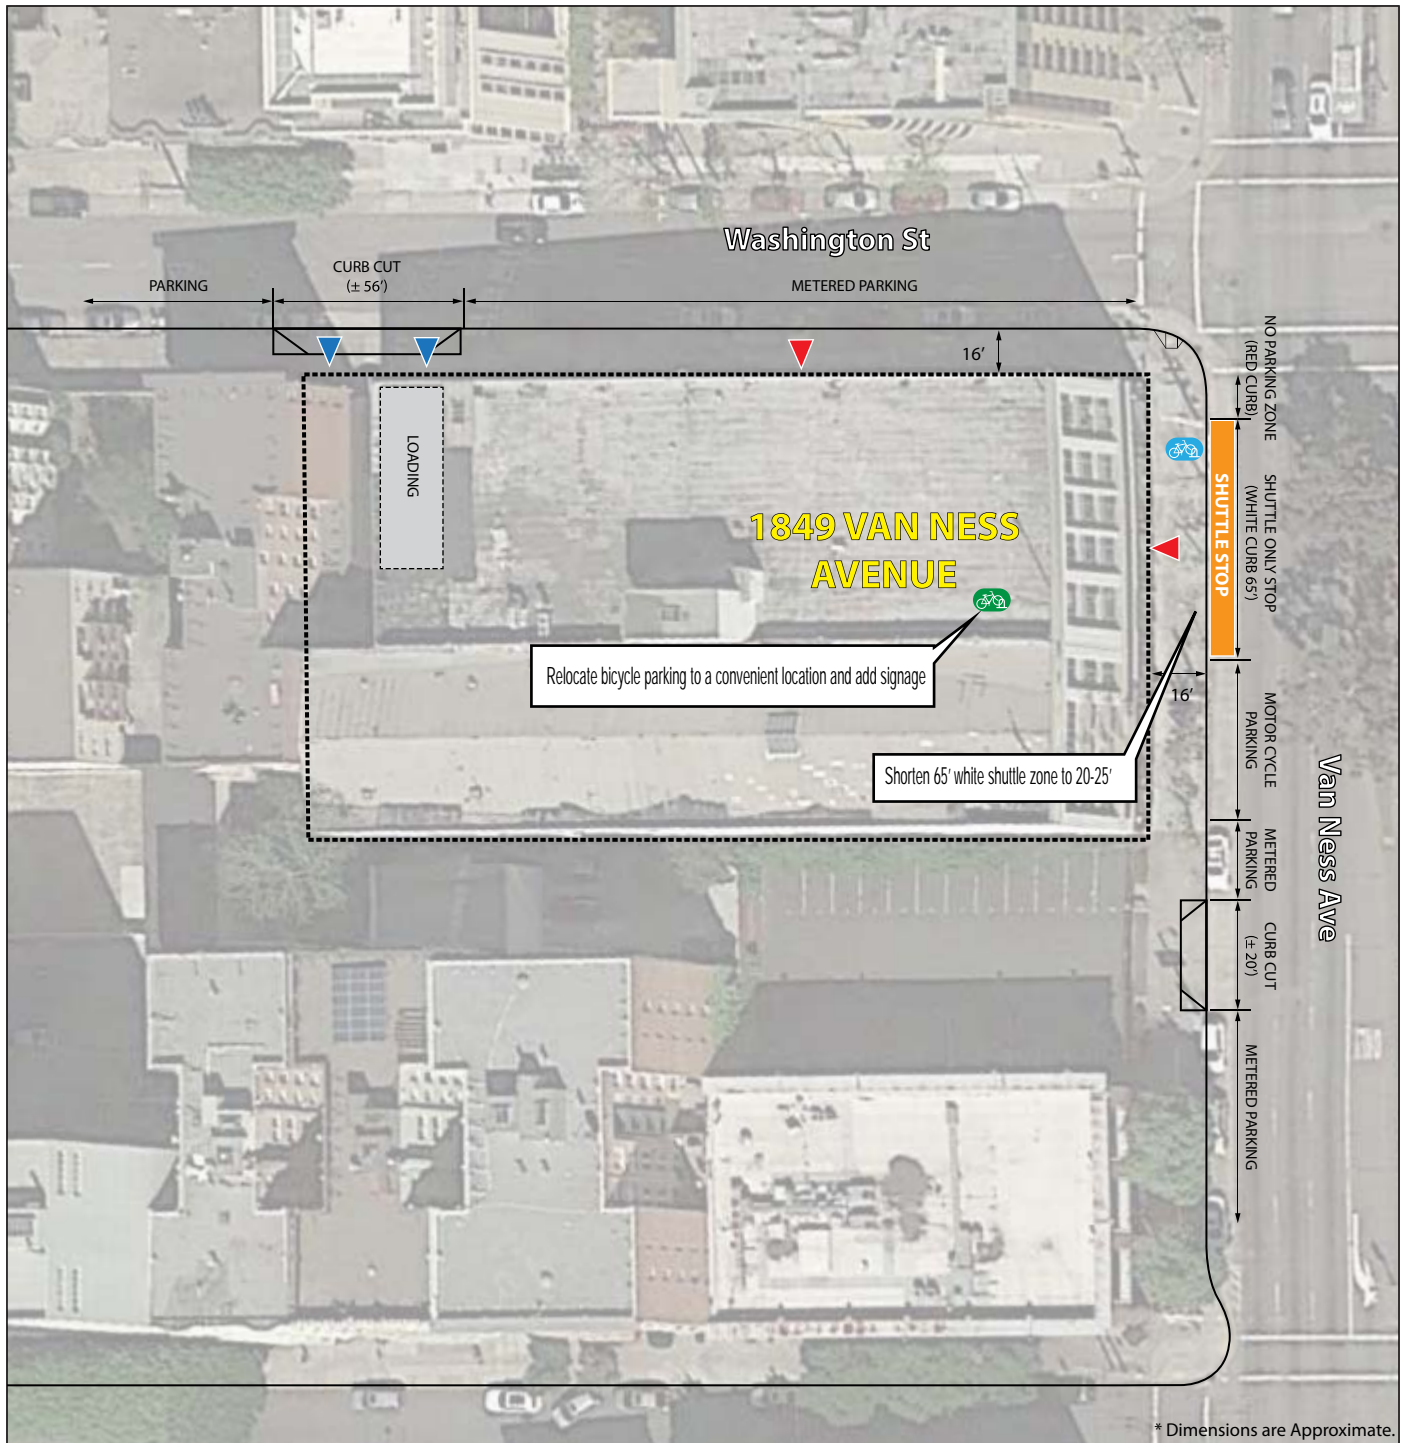 Washington St
CURB CUT
(± 56')
PARKING
METERED PARKING
16'
NO PARKING ZONE
(RED CURB)
LOADING
SHUTTLE ONLY STOP
(WHITE CURB 65')
SHUTTLE STOP
1849 VAN NESS
AVENUE
Relocate bicycle parking to a convenient location and add signage
16'
MOTOR CYCLE
PARKING
Shorten 65' white shuttle zone to 20-25'
Van Ness Ave
METERED
PARKING
CURB CUT
(± 20')
METERED PARKING
* Dimensions are Approximate.